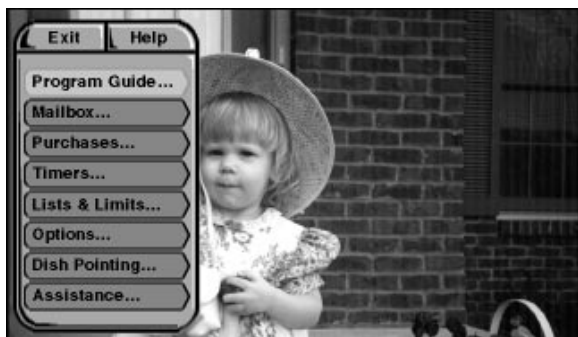 Exit Help
Program Guide...
Mailbox...
Purchases...
Timers...
Lists & Limits...
Options...
Dish Pointing...
Assistance...